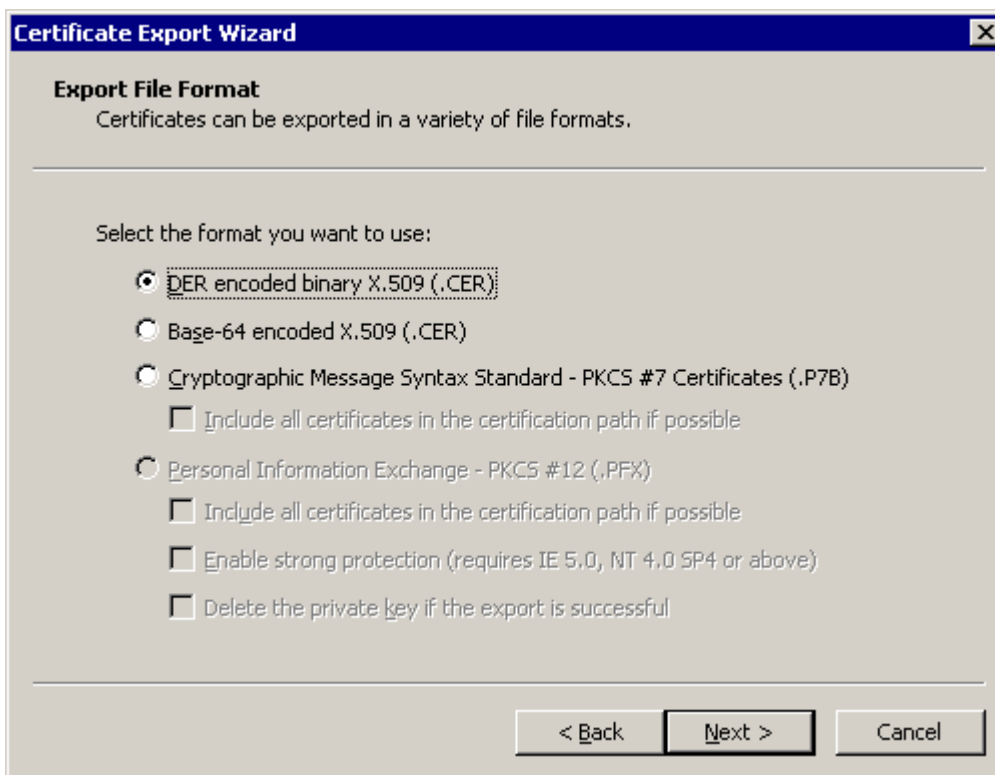 Certificate Export Wizard
Export File Format
Certificates can be exported in a variety of file formats.
Select the format you want to use:
DER encoded binary X.509 (.CER)
Base-64 encoded X.509 (.CER)
Cryptographic Message Syntax Standard - PKCS #7 Certificates (.P7B)
Include all certificates in the certification path if possible
Personal Information Exchange - PKCS #12 (.PFX)
Include all certificates in the certification path if possible
Enable strong protection (requires IE 5.0, NT 4.0 SP4 or above)
Delete the private key if the export is successful
< Back Next > Cancel